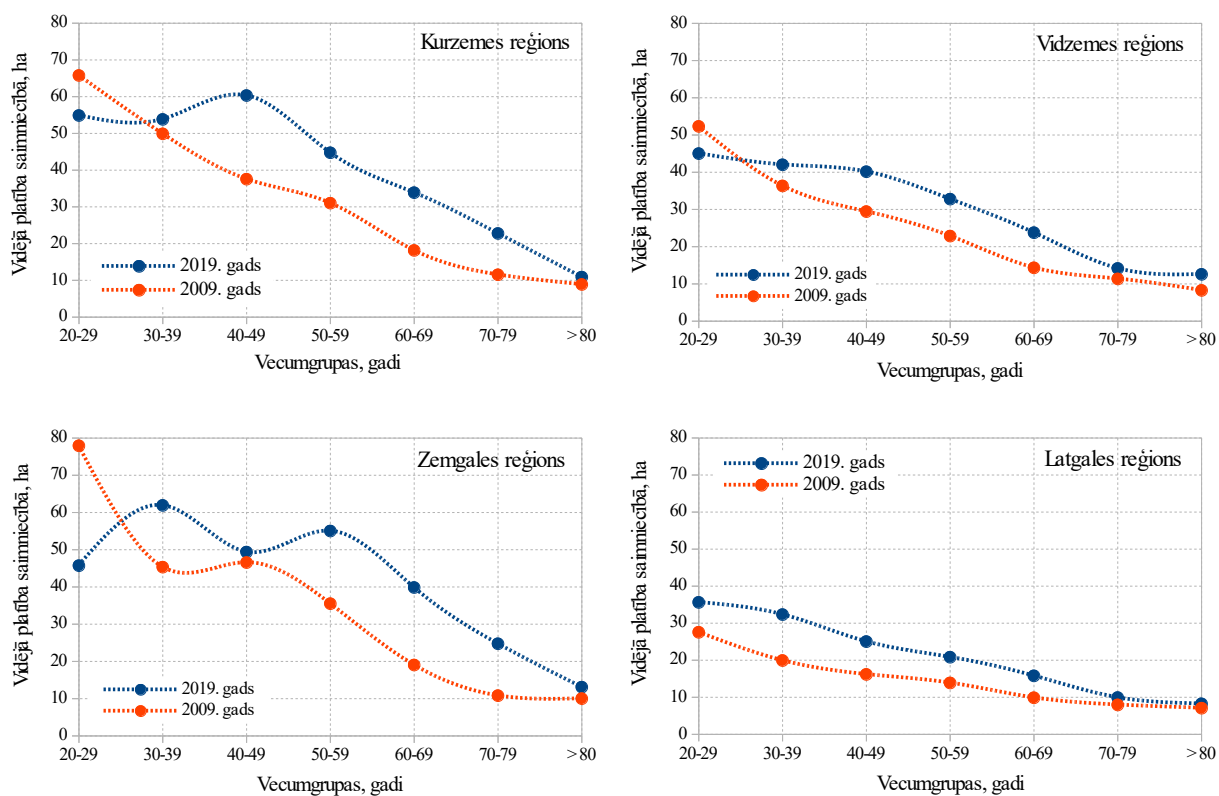 Kurzemes reģions
Vidējā platība saimniecībā, ha
80
70
60
50
40
30
20
10
0
2019. gads
2009. gads
20-29 30-39 40-49 50-59 60-69 70-79 >80
Vecumgrupas, gadi
Vidzemes reģions
Vidējā platība saimniecībā, ha
80
70
60
50
40
30
20
10
0
2019. gads
2009. gads
20-29 30-39 40-49 50-59 60-69 70-79 >80
Vecumgrupas, gadi
Zemgales reģions
Vidējā platība saimniecībā, ha
80
70
60
50
40
30
20
10
0
2019. gads
2009. gads
20-29 30-39 40-49 50-59 60-69 70-79 >80
Vecumgrupas, gadi
Latgales reģions
Vidējā platība saimniecībā, ha
80
70
60
50
40
30
20
10
0
2019. gads
2009. gads
20-29 30-39 40-49 50-59 60-69 70-79 >80
Vecumgrupas, gadi